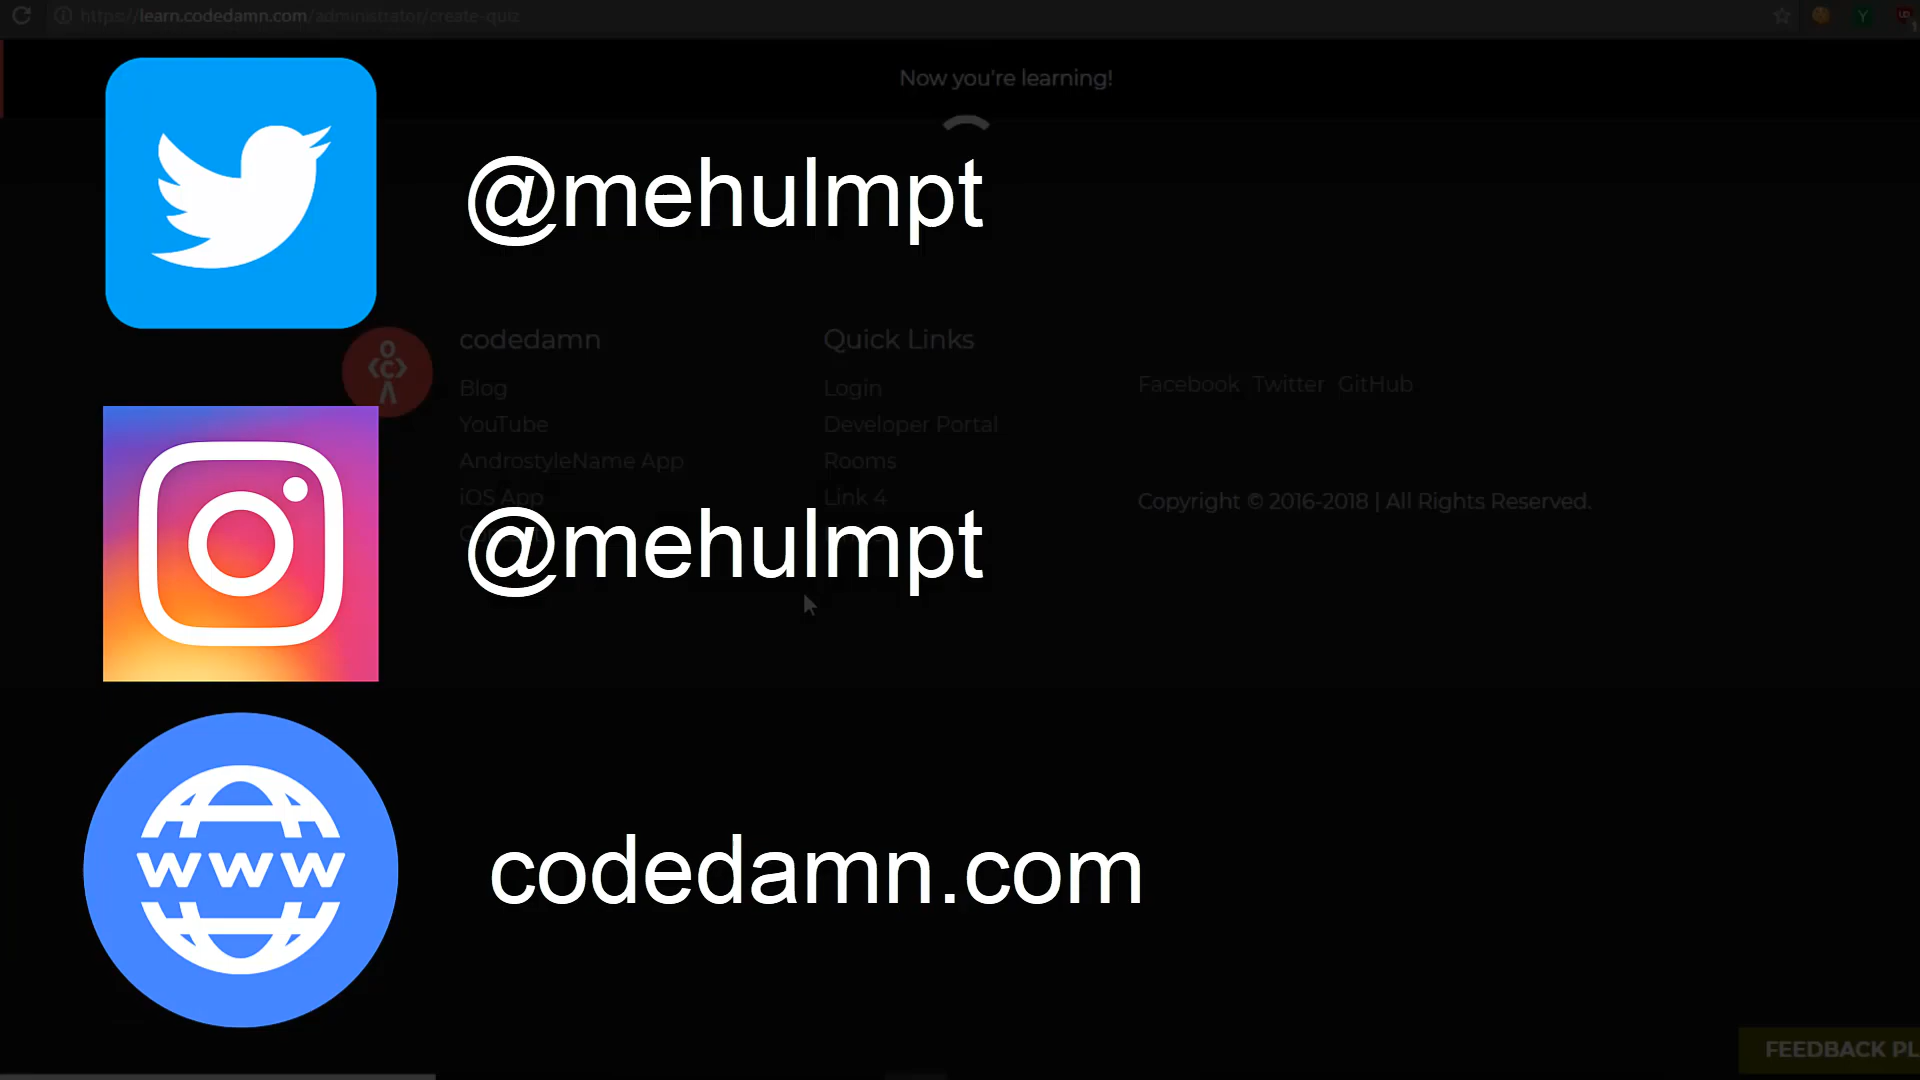 https://learn.codedamn.com/administrator/create-quiz
Now you're learning!
@mehulmpt
codedamn
Blog
YouTube
AndrostyleName App
iOS App
Quick Links
Login
Developer Portal
Rooms
Link 4
Facebook Twitter GitHub
Copyright © 2016-2018 | All Rights Reserved.
@mehulmpt
www
codedamn.com
FEEDBACK PL